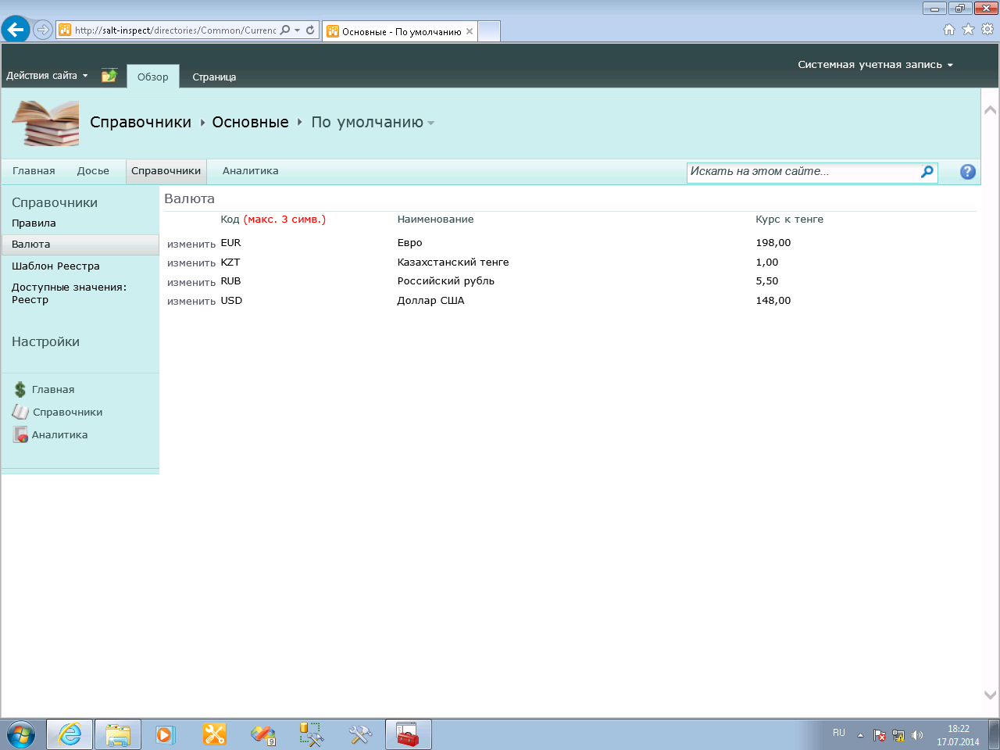 http://salt-inspect/directories/Common/Currenc
Основные - По умолчанию
Действия сайта
Обзор
Страница
Системная учетная запись
Справочники
Основные
По умолчанию
Главная
Досье
Справочники
Аналитика
Искать на этом сайте...
Справочники
Правила
Валюта
Шаблон Реестра
Доступные значения:
Реестр
Настройки
Главная
Справочники
Аналитика
Валюта
Код (макс. 3 симв.) Наименование Курс к тенге
изменить EUR Евро 198,00
изменить KZT Казахстанский тенге 1,00
изменить RUB Российский рубль 5,50
изменить USD Доллар США 148,00
9
RU
18:22
17.07.2014